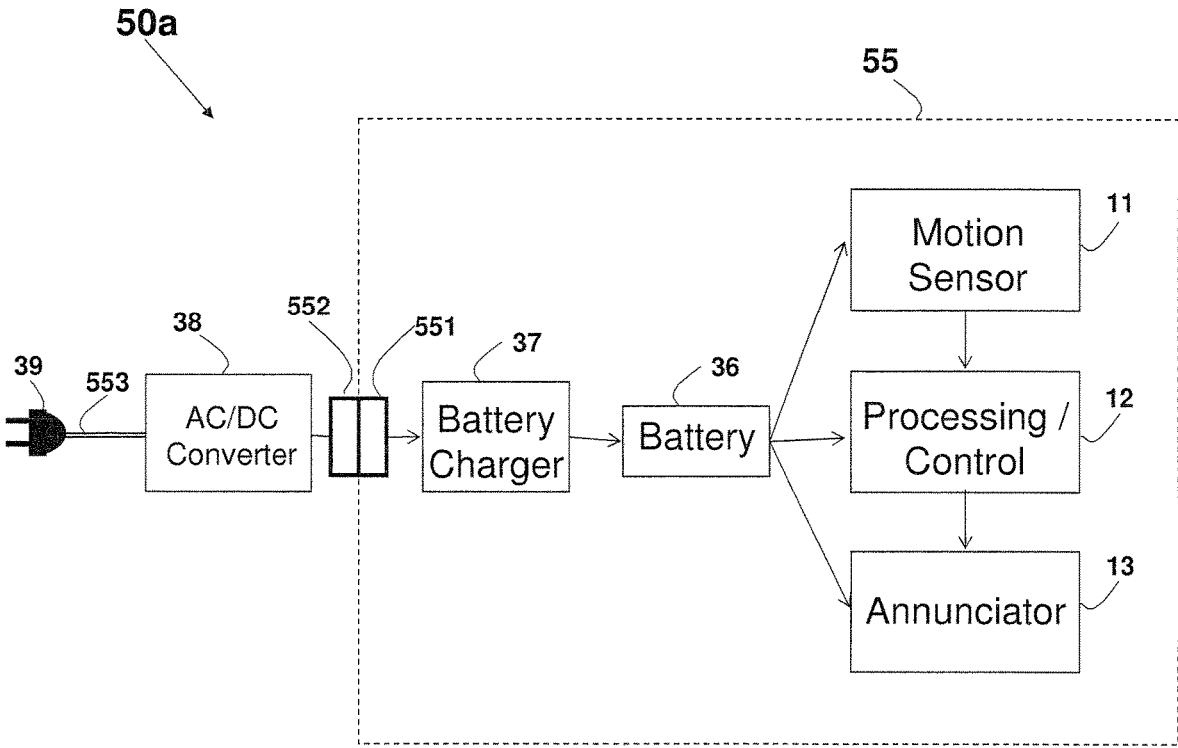 50a
55
11
Motion
Sensor
552
551
38
37
36
39
553
AC/DC
Converter
Battery
Charger
Battery
Processing /
Control
12
13
Annunciator